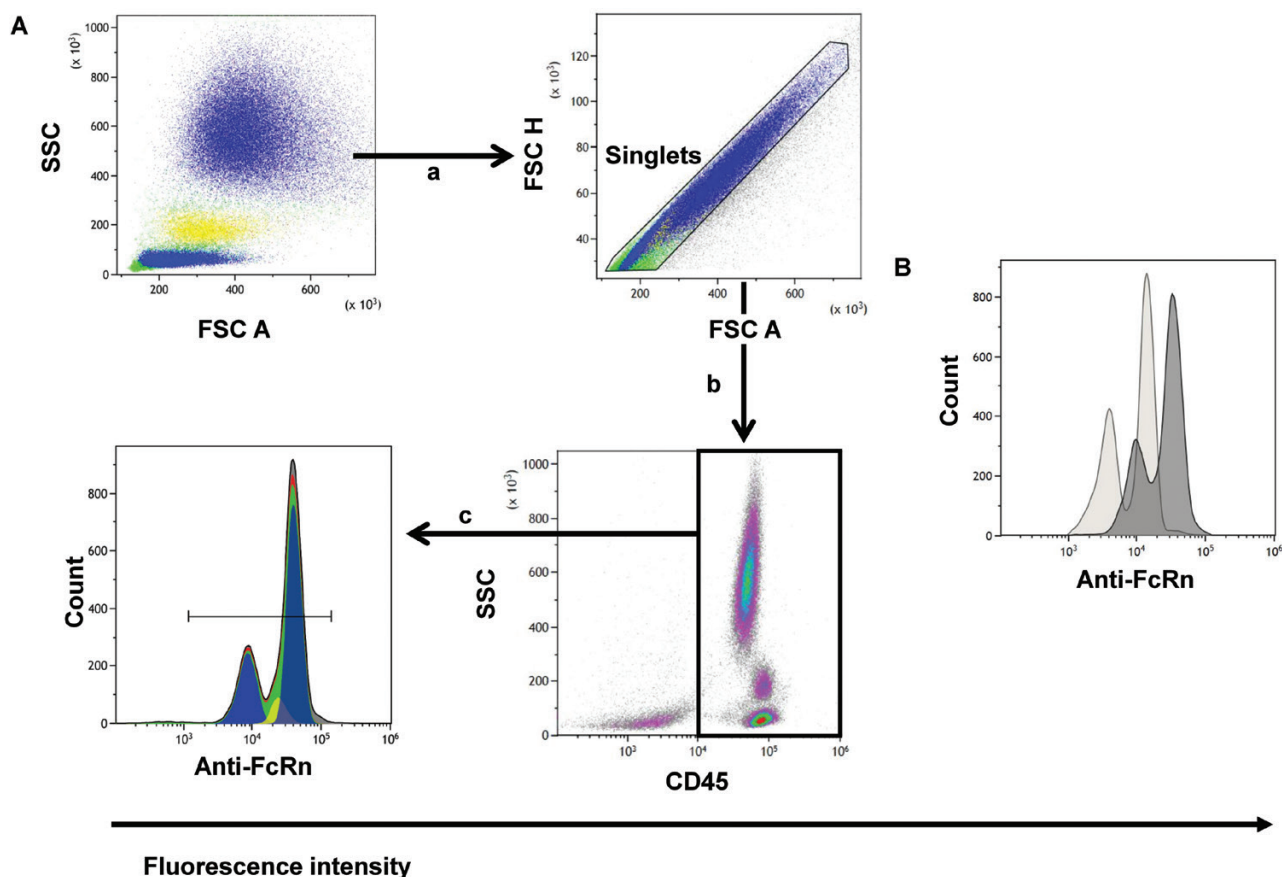 A
SSC
(x 10³)
1000
800
600
400
200
0
200
400
600
(x 10³)
FSC A
a
FSC H
(x 10³)
120
100
80
60
40
Singlets
200
400
600
(x 10³)
FSC A
b
B
Count
800
600
400
200
0
10³
10⁴
10⁵
10⁶
Anti-FcRn
Count
800
600
400
200
0
10³
10⁴
10⁵
10⁶
Anti-FcRn
c
SSC
(x 10³)
1000
800
600
400
200
0
10³
10⁴
10⁵
10⁶
CD45
Fluorescence intensity